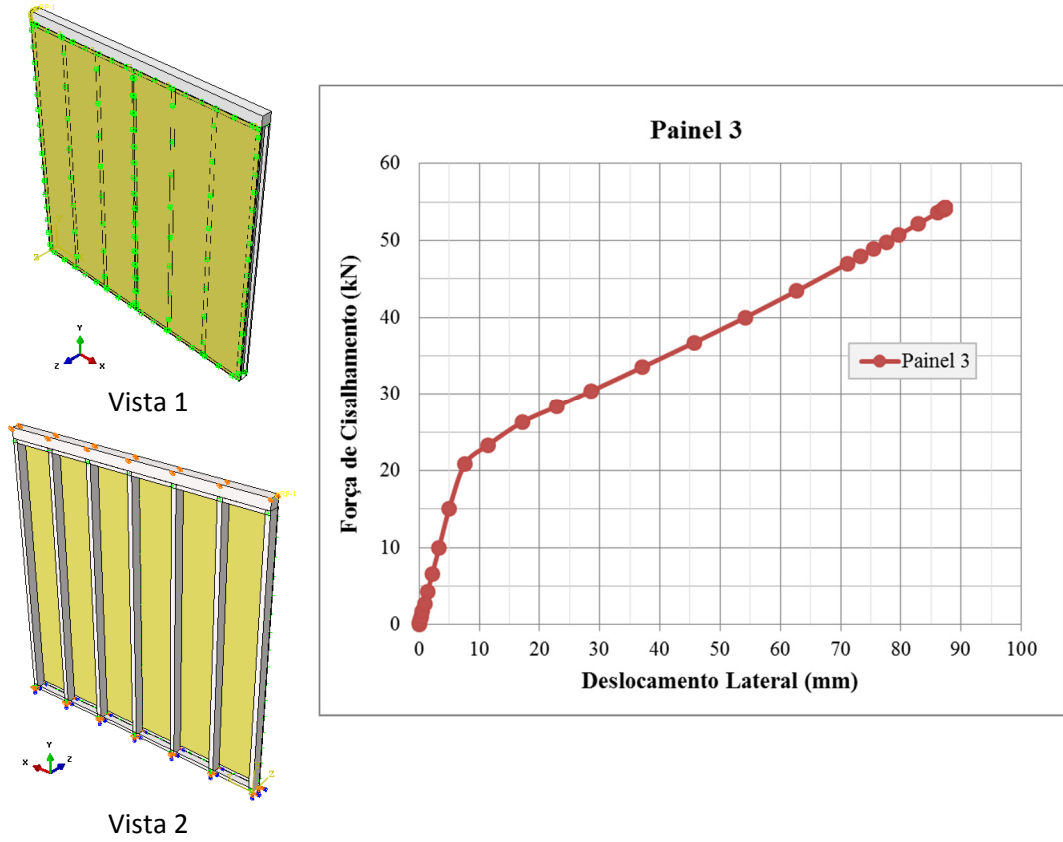 Y
Z
X
Z
Vista 1
Y
X
Z
Z
Vista 2
Painel 3
Força de Cisalhamento (kN)
60
50
40
30
20
10
0
0 10 20 30 40 50 60 70 80 90 100
Deslocamento Lateral (mm)
Painel 3